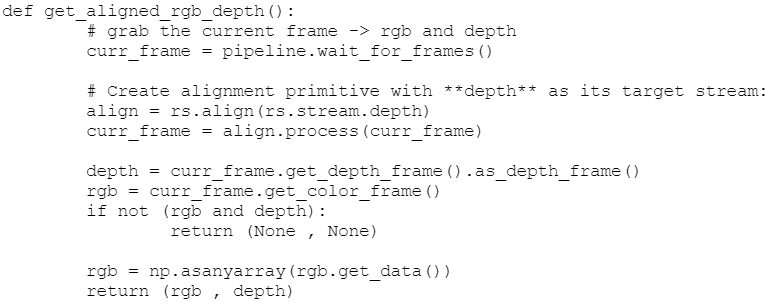 def get_aligned_rgb_depth():
        # grab the current frame -> rgb and depth
        curr_frame = pipeline.wait_for_frames()

        # Create alignment primitive with **depth** as its target stream:
        align = rs.align(rs.stream.depth)
        curr_frame = align.process(curr_frame)

        depth = curr_frame.get_depth_frame().as_depth_frame()
        rgb = curr_frame.get_color_frame()
        if not (rgb and depth):
                return (None , None)

        rgb = np.asanyarray(rgb.get_data())
        return (rgb , depth)